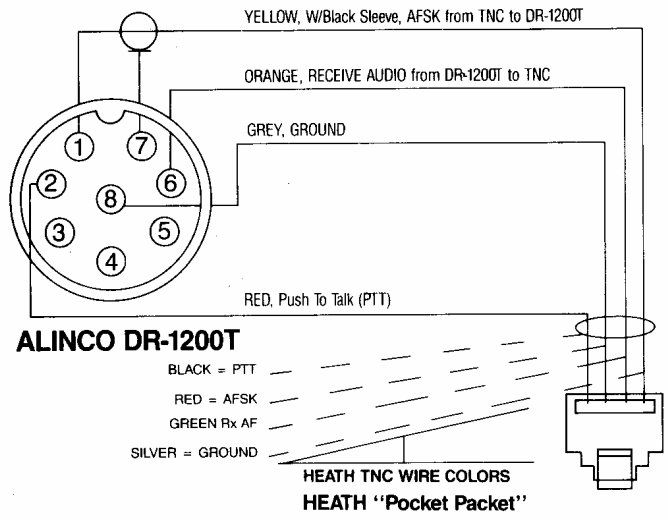 YELLOW, W/Black Sleeve, AFSK from TNC to DR-1200T
ORANGE, RECEIVE AUDIO from DR-1200T to TNC
GREY, GROUND
1
7
2
8
6
3
5
4
RED, Push To Talk (PTT)
ALINCO DR-1200T
BLACK = PTT
RED = AFSK
GREEN Rx AF
SILVER = GROUND
HEATH TNC WIRE COLORS
HEATH "Pocket Packet"